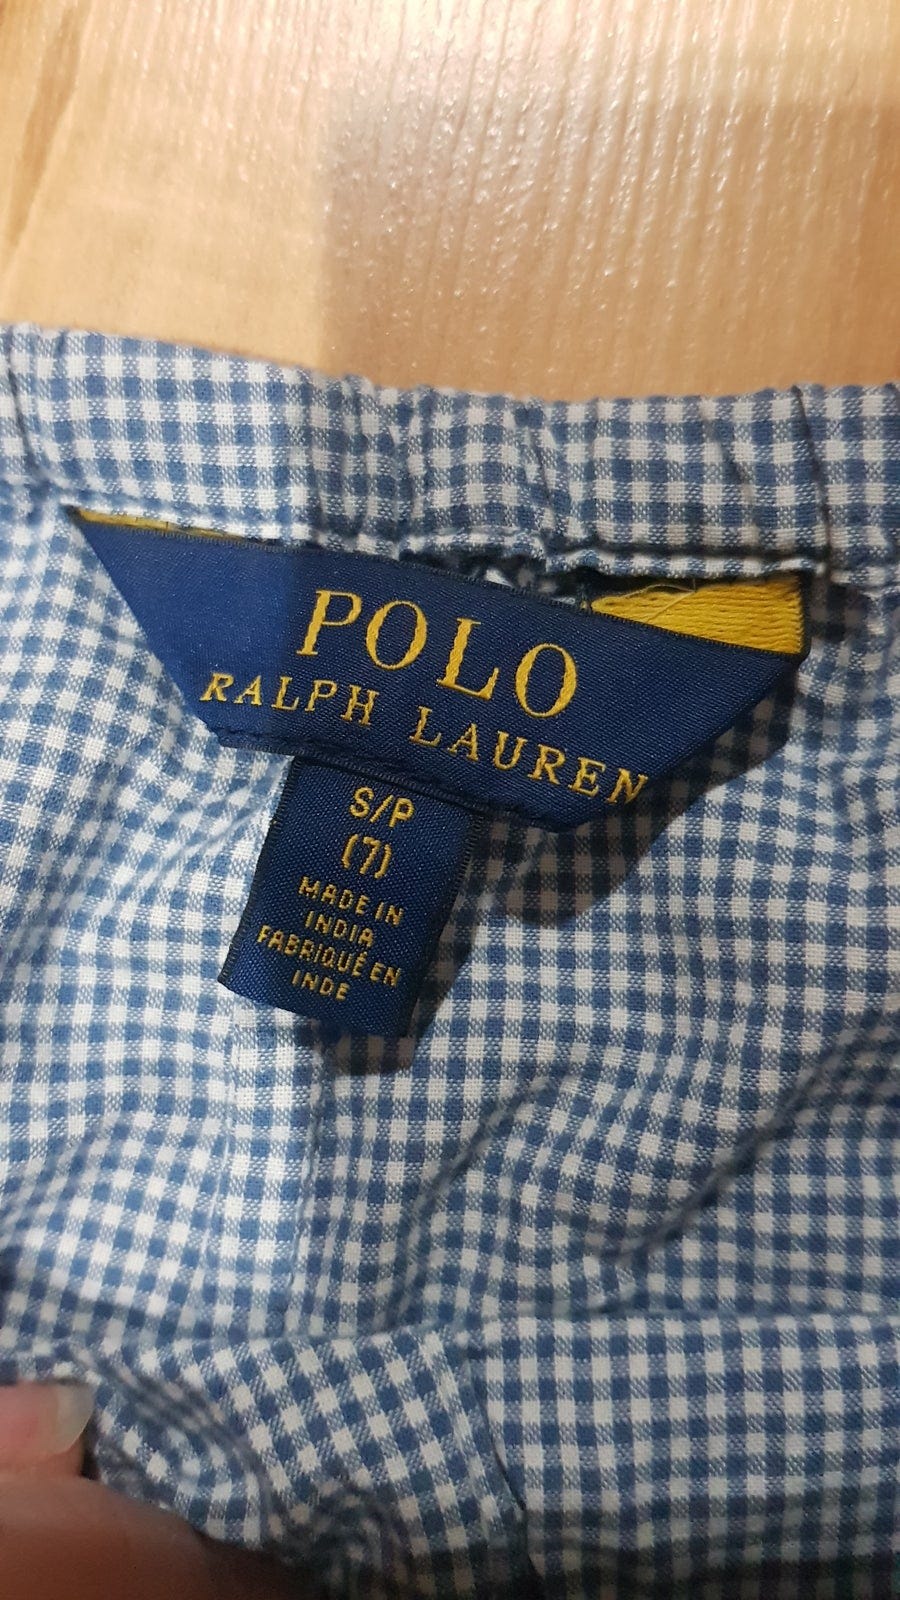 POLO
RALPH LAUREN
S/P
(7)
MADE IN
INDIA
FABRIQUÉ EN
INDE